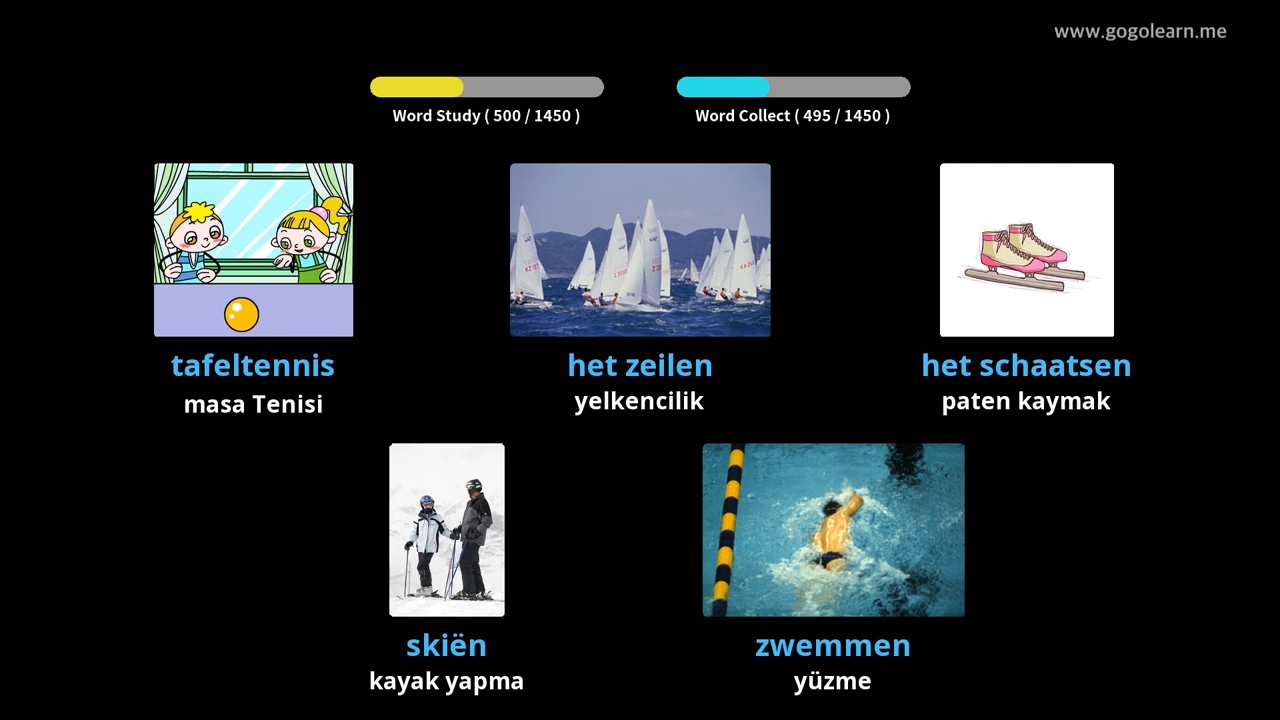 www.gogolearn.me
Word Study ( 500 / 1450 )
Word Collect ( 495 / 1450 )
tafeltennis
masa Tenisi
het zeilen
yelkencilik
het schaatsen
paten kaymak
skiën
kayak yapma
zwemmen
yüzme